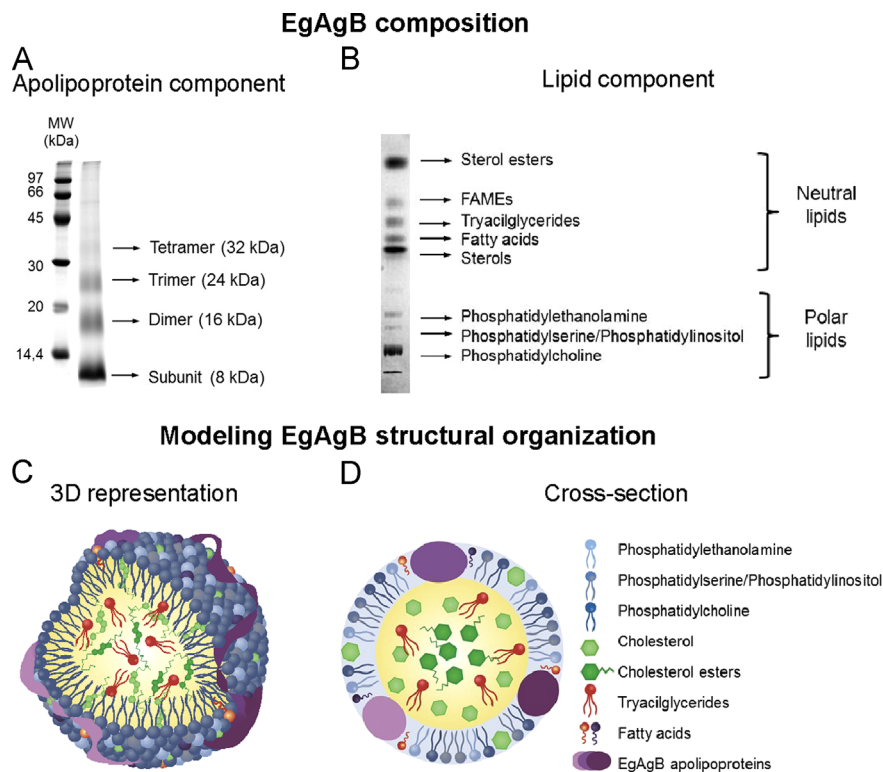 EgAgB composition
A
Apolipoprotein component
MW
(kDa)
97
66
45
30
20
14,4
Tetramer (32 kDa)
Trimer (24 kDa)
Dimer (16 kDa)
Subunit (8 kDa)
B
Lipid component
Sterol esters
FAMEs
Tryacilglycerides
Fatty acids
Sterols
Neutral
lipids
Phosphatidylethanolamine
Phosphatidylserine/Phosphatidylinositol
Phosphatidylcholine
Polar
lipids
Modeling EgAgB structural organization
C
3D representation
D
Cross-section
Phosphatidylethanolamine
Phosphatidylserine/Phosphatidylinositol
Phosphatidylcholine
Cholesterol
Cholesterol esters
Tryacilglycerides
Fatty acids
EgAgB apolipoproteins